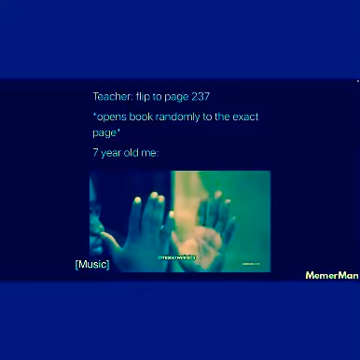 Teacher: flip to page 237
*opens book randomly to the exact
page*
7 year old me:
[Music]
MemerMan